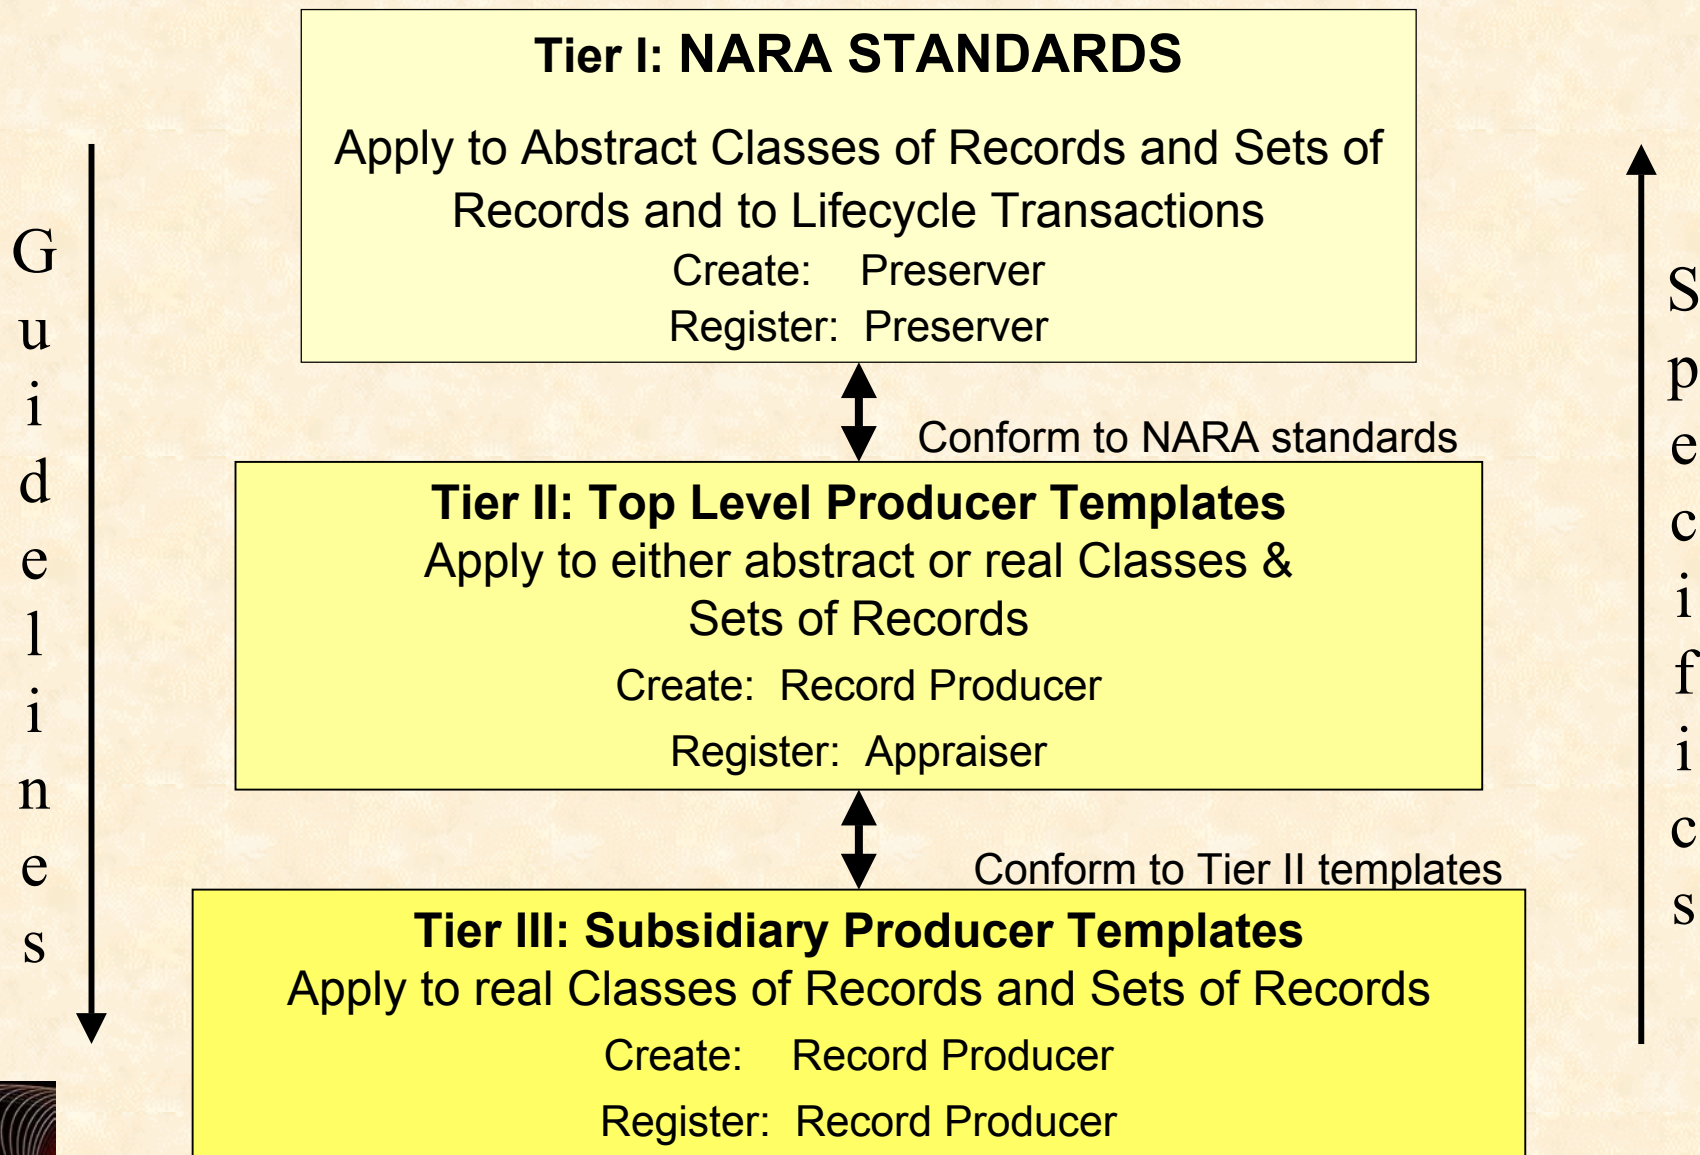 Tier I: NARA STANDARDS
Apply to Abstract Classes of Records and Sets of
Records and to Lifecycle Transactions
Create: Preserver
Register: Preserver
Conform to NARA standards
Tier II: Top Level Producer Templates
Apply to either abstract or real Classes &
Sets of Records
Create: Record Producer
Register: Appraiser
Conform to Tier II templates
Tier III: Subsidiary Producer Templates
Apply to real Classes of Records and Sets of Records
Create: Record Producer
Register: Record Producer
Guidelines
Specifics